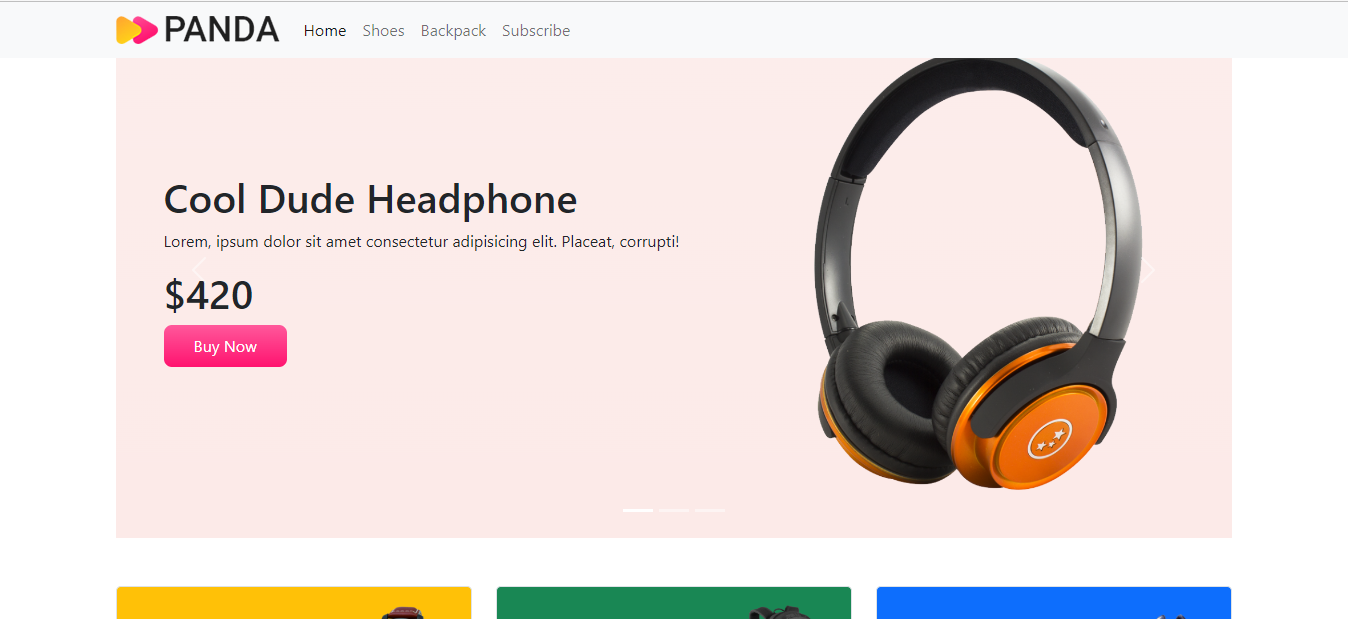 PANDA Home Shoes Backpack Subscribe
Cool Dude Headphone
Lorem, ipsum dolor sit amet consectetur adipisicing elit. Placeat, corrupti!
$420
Buy Now